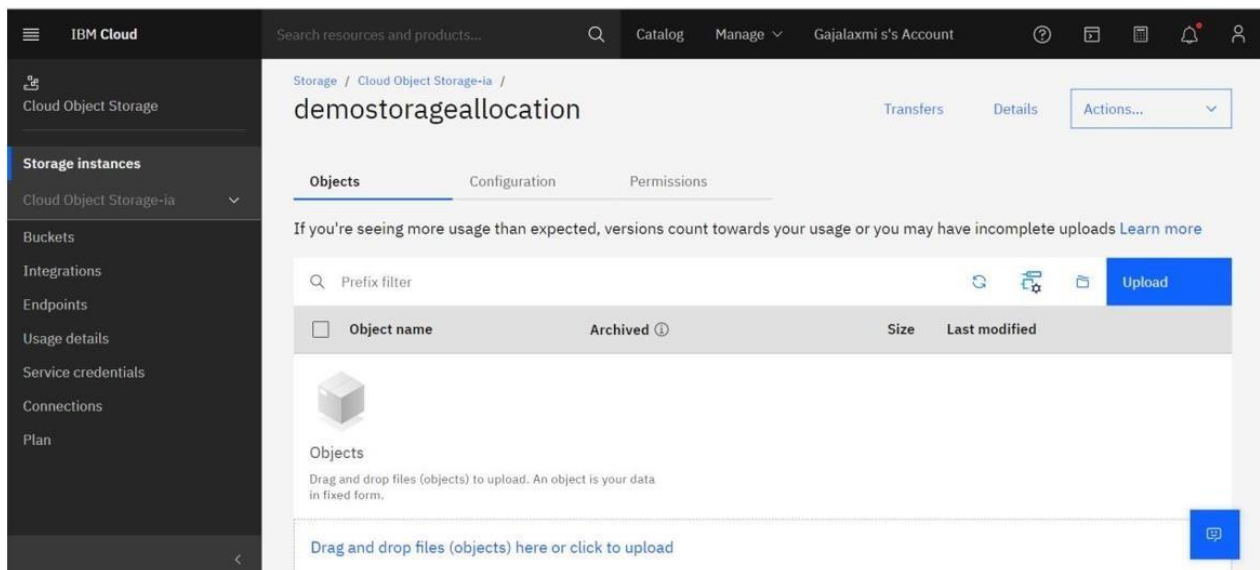 IBM Cloud
Search resources and products...
Catalog
Manage
Gajalaxmi s's Account
Cloud Object Storage
Storage instances
Cloud Object Storage-ia
Buckets
Integrations
Endpoints
Usage details
Service credentials
Connections
Plan
Storage / Cloud Object Storage-ia /
demostorageallocation
Transfers
Details
Actions...
Objects
Configuration
Permissions
If you're seeing more usage than expected, versions count towards your usage or you may have incomplete uploads Learn more
Prefix filter
Upload
Object name
Archived
Size
Last modified
Objects
Drag and drop files (objects) to upload. An object is your data
in fixed form.
Drag and drop files (objects) here or click to upload